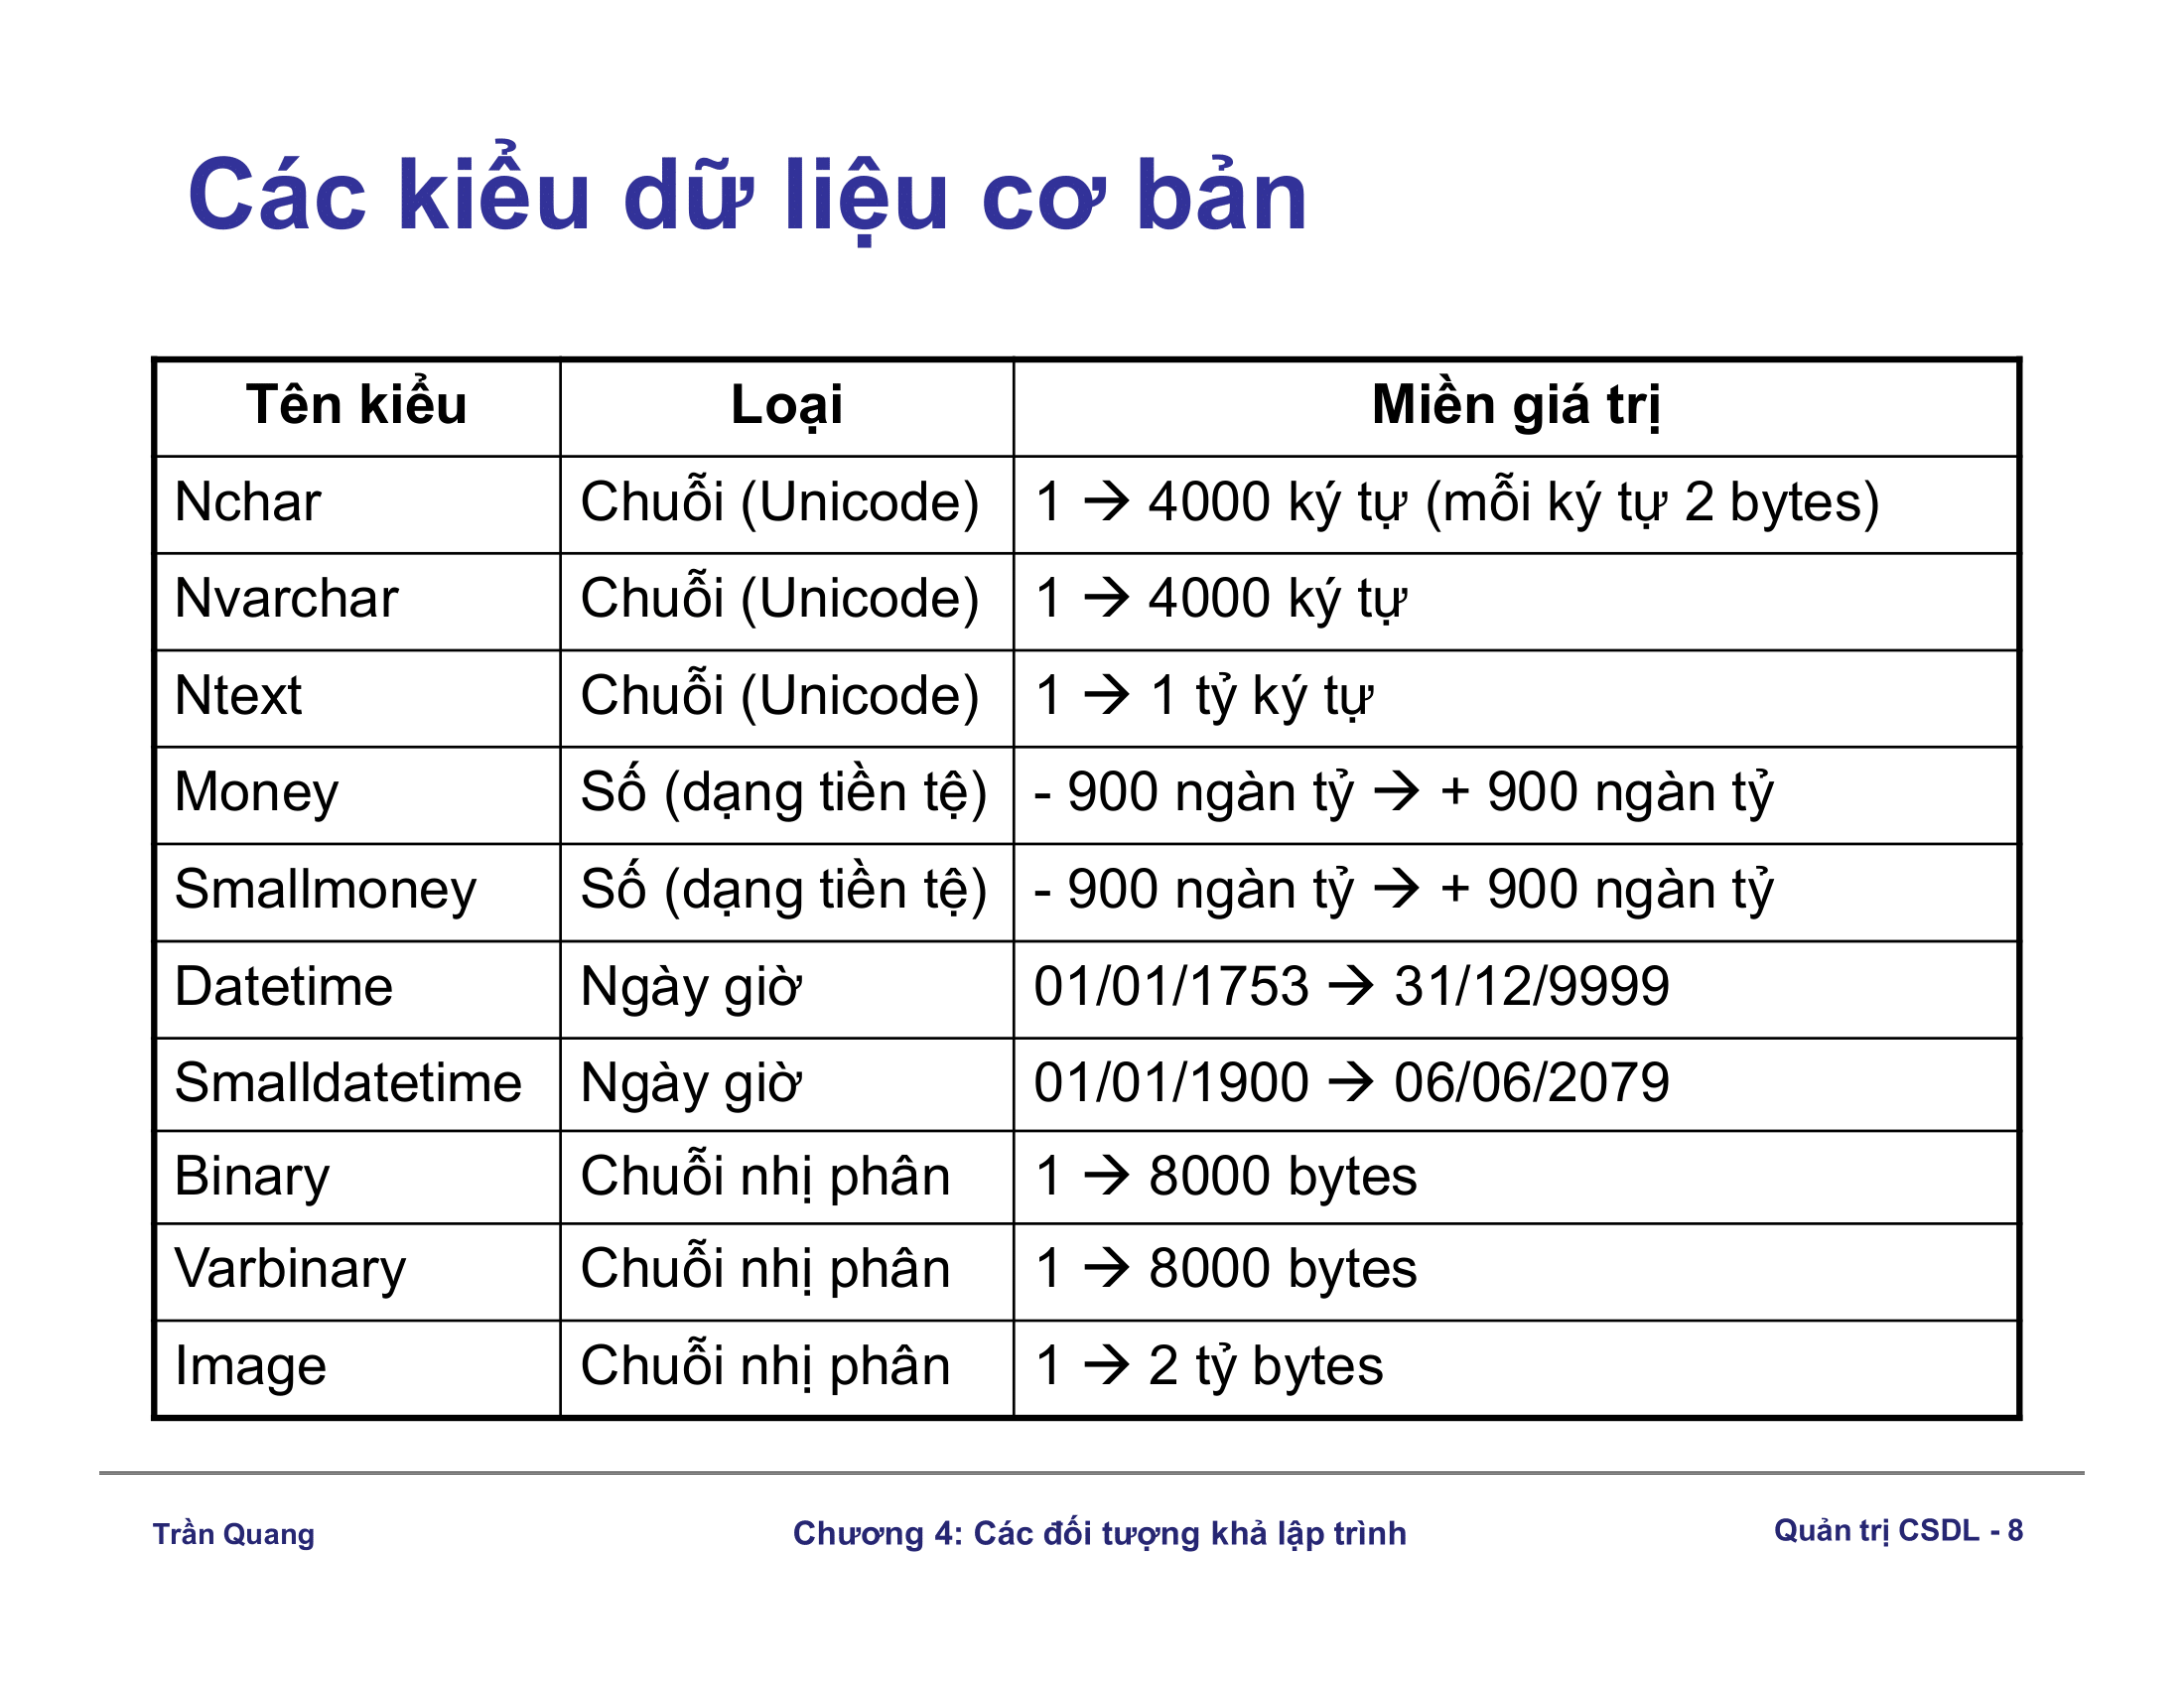 Các kiểu dữ liệu cơ bản
Tên kiểu Loại Miền giá trị
Nchar Chuỗi (Unicode) 1 → 4000 ký tự (mỗi ký tự 2 bytes)
Nvarchar Chuỗi (Unicode) 1 → 4000 ký tự
Ntext Chuỗi (Unicode) 1 → 1 tỷ ký tự
Money Số (dạng tiền tệ) - 900 ngàn tỷ → + 900 ngàn tỷ
Smallmoney Số (dạng tiền tệ) - 900 ngàn tỷ → + 900 ngàn tỷ
Datetime Ngày giờ 01/01/1753 → 31/12/9999
Smalldatetime Ngày giờ 01/01/1900 → 06/06/2079
Binary Chuỗi nhị phân 1 → 8000 bytes
Varbinary Chuỗi nhị phân 1 → 8000 bytes
Image Chuỗi nhị phân 1 → 2 tỷ bytes
Trần Quang Chương 4: Các đối tượng khả lập trình Quản trị CSDL - 8